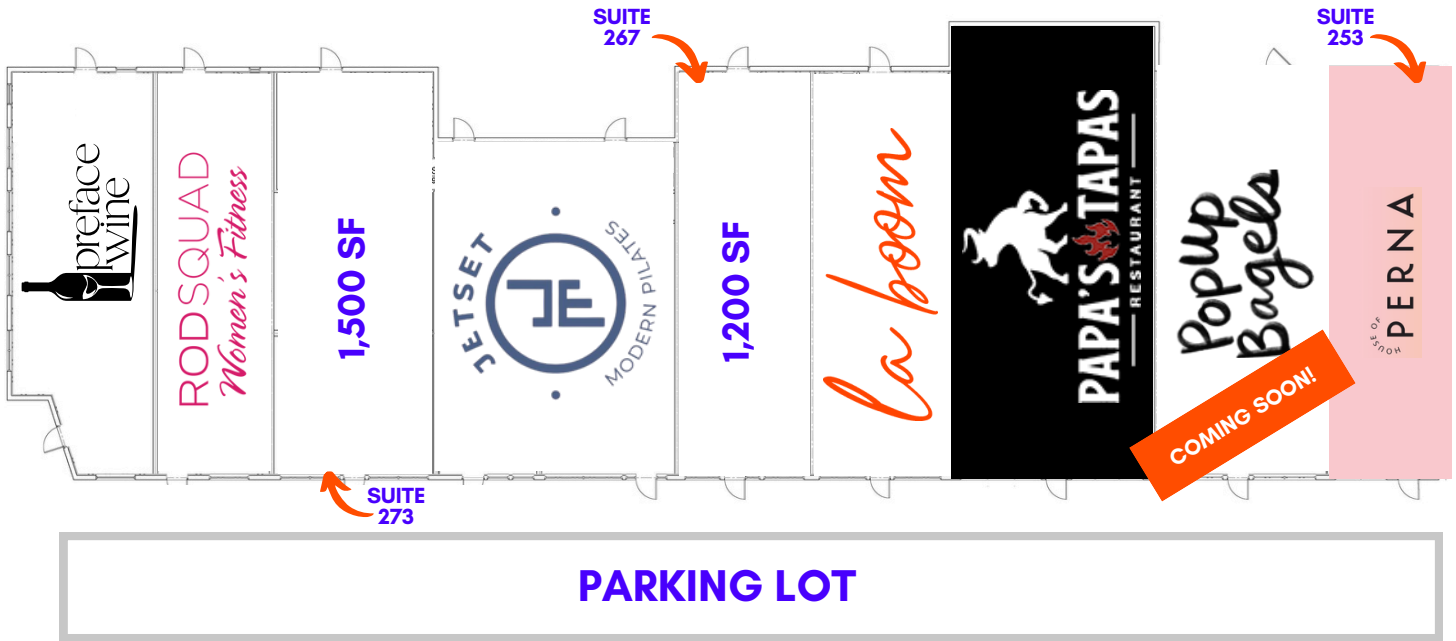 SUITE
267
SUITE
253
preface
wine
RODSQUAD
Women's Fitness
1,500 SF
JETSET
JE
MODERN PILATES
1,200 SF
la boom
PAPA'S TAPAS
RESTAURANT
PopUp
Bagels
COMING SOON!
HOUSE OF
PERNA
SUITE
273
PARKING LOT